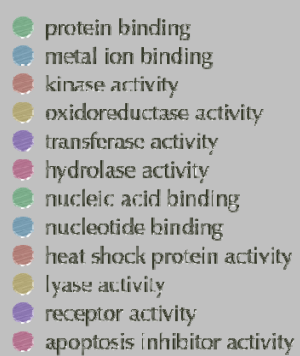 protein binding
metal ion binding
kinase activity
oxidoreductase activity
transferase activity
hydrolase activity
nucleic acid binding
nucleotide binding
heat shock protein activity
lyase activity
receptor activity
apoptosis inhibitor activity